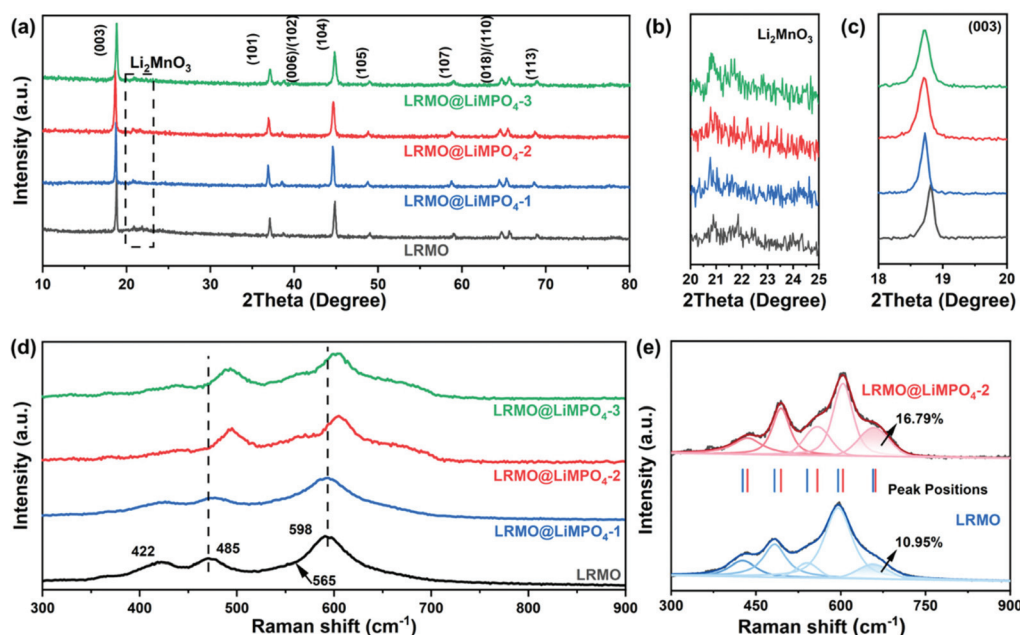 (a)
Intensity (a.u.)
(003)
Li₂MnO₃
(101)
(006)/(102)
(104)
(105)
(107)
(018)/(110)
(113)
LRMO@LiMPO₄-3
LRMO@LiMPO₄-2
LRMO@LiMPO₄-1
LRMO
10 20 30 40 50 60 70 80
2Theta (Degree)
(b)
Li₂MnO₃
20 21 22 23 24 25
2Theta (Degree)
(c)
(003)
18 19 20
2Theta (Degree)
(d)
Intensity (a.u.)
LRMO@LiMPO₄-3
LRMO@LiMPO₄-2
LRMO@LiMPO₄-1
422
485
598
565
LRMO
300 400 500 600 700 800 900
Raman shift (cm⁻¹)
(e)
Intensity (a.u.)
LRMO@LiMPO₄-2
16.79%
Peak Positions
LRMO
10.95%
300 450 600 750 900
Raman shift (cm⁻¹)